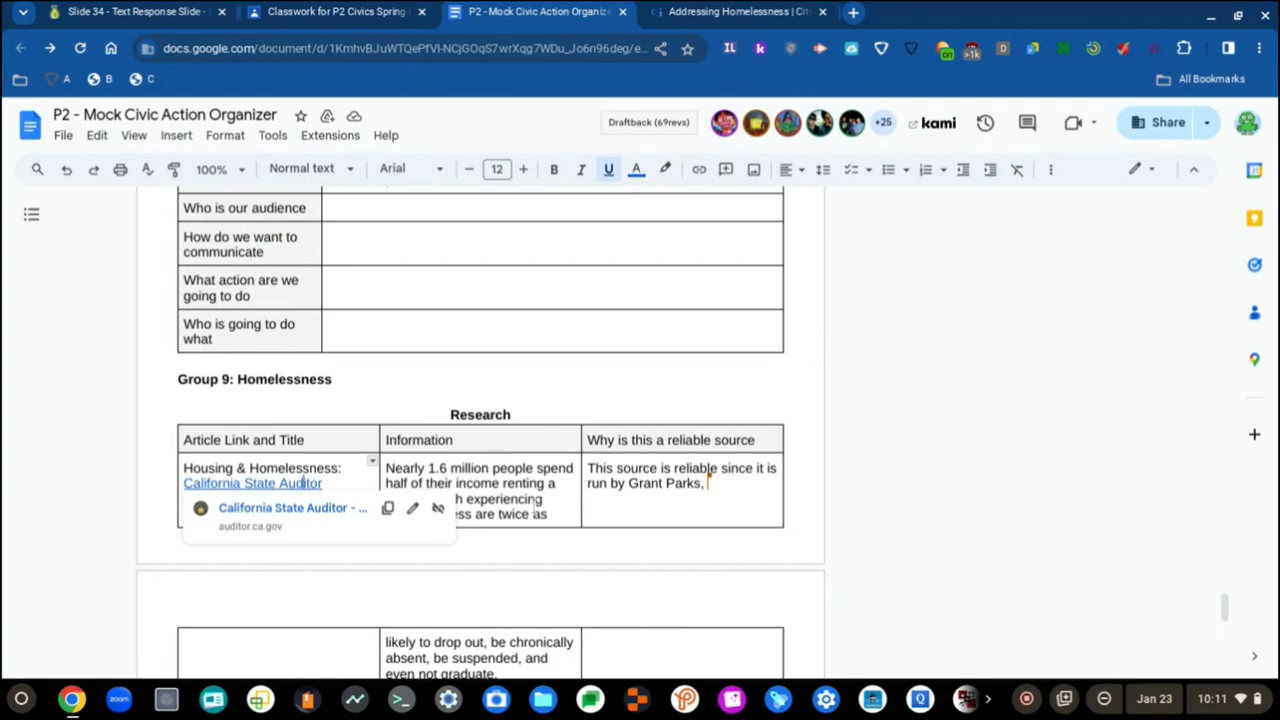 Slide 34 - Text Response Slide -
Classwork for P2 Civics Spring
P2 - Mock Civic Action Organize
Addressing Homelessness | Cit
docs.google.com/document/d/1KmhvBJuWTQePfVl-NCjGOqS7wrXqg7WDu_Jo6n96deg/e...
A
B
C
All Bookmarks
P2 - Mock Civic Action Organizer
File Edit View Insert Format Tools Extensions Help
Draftback (69revs)
+25
kami
Share
100%
Normal text
Arial
12
Who is our audience
How do we want to
communicate
What action are we
going to do
Who is going to do
what
Group 9: Homelessness
Research
Article Link and Title
Information
Why is this a reliable source
Housing & Homelessness:
California State Auditor
California State Auditor - ...
auditor.ca.gov
Nearly 1.6 million people spend
half of their income renting a
h experiencing
ss are twice as
This source is reliable since it is
run by Grant Parks,
likely to drop out, be chronically
absent, be suspended, and
even not graduate.
zoom
Jan 23
10:11